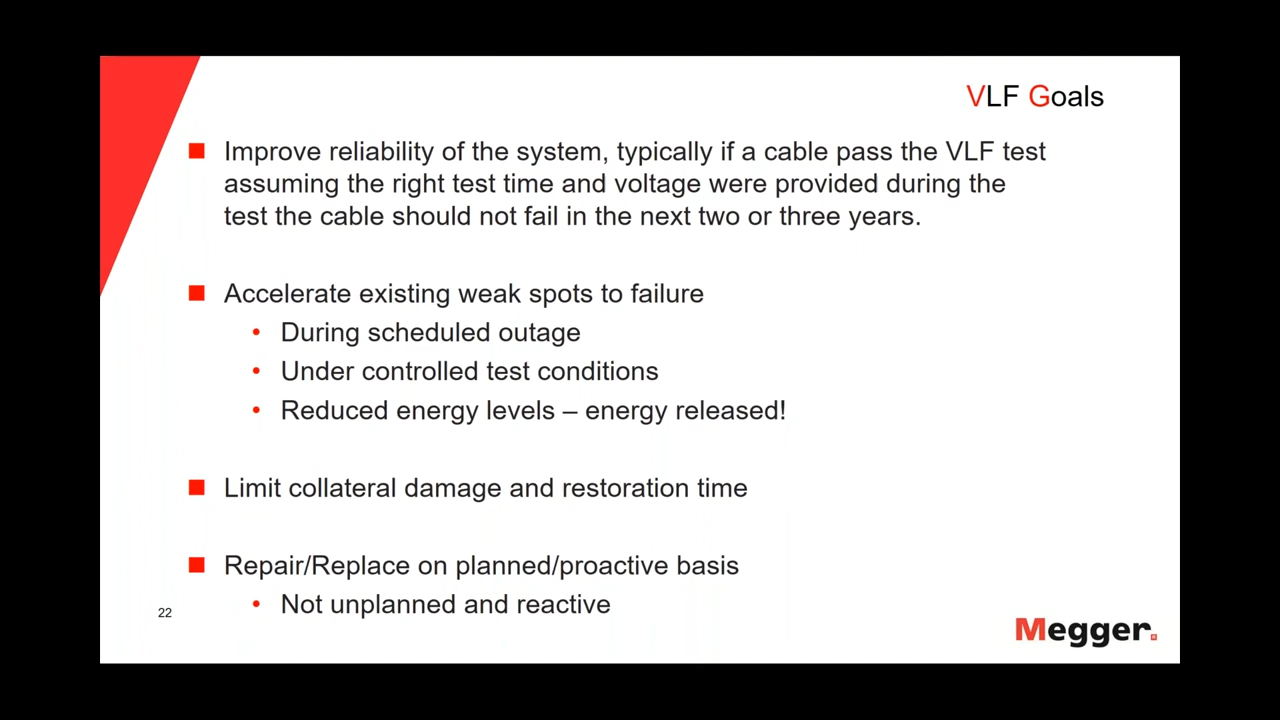 VLF Goals
■ Improve reliability of the system, typically if a cable pass the VLF test
assuming the right test time and voltage were provided during the
test the cable should not fail in the next two or three years.
■ Accelerate existing weak spots to failure
• During scheduled outage
• Under controlled test conditions
• Reduced energy levels – energy released!
■ Limit collateral damage and restoration time
■ Repair/Replace on planned/proactive basis
• Not unplanned and reactive
22
Megger.